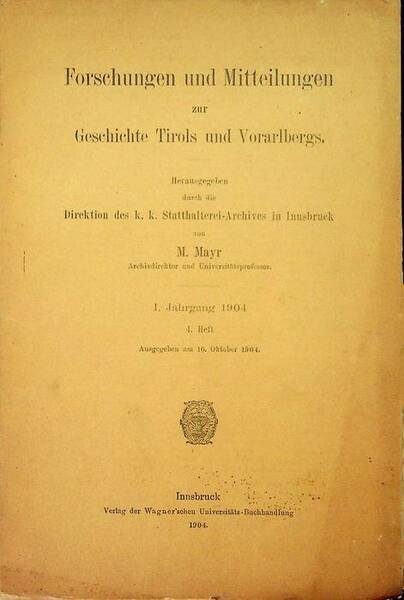 Forschungen und Mitteilungen
zur
Geschichte Tirols und Vorarlbergs.
Herausgegeben
durch die
Direktion des k. k. Statthalterei-Archives in Innsbruck
von
M. Mayr
Archivdirektor und Universitätsprofessor.
I. Jahrgang 1904
4. Heft
Ausgegeben am 16. Oktober 1904.
Innsbruck
Verlag der Wagner'schen Universitäts-Buchhandlung
1904.